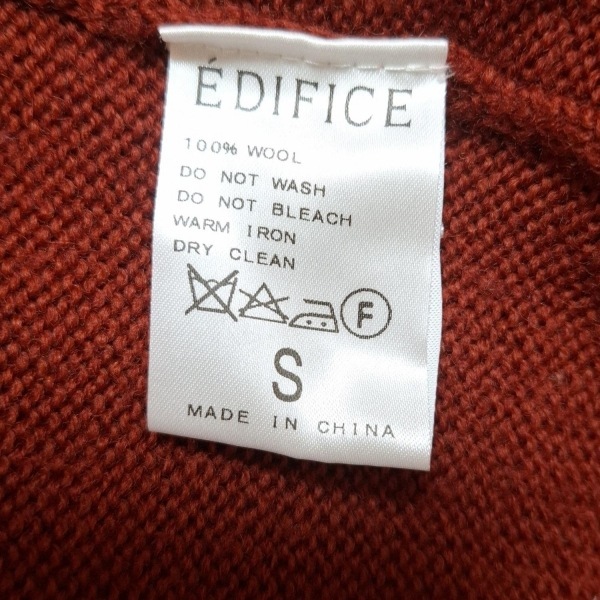 ÉDIFICE
100% WOOL
DO NOT WASH
DO NOT BLEACH
WARM IRON
DRY CLEAN
F
S
MADE IN CHINA